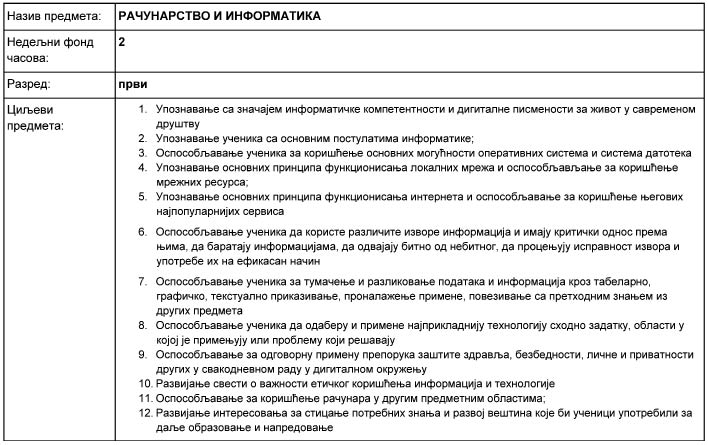 Назив предмета: РАЧУНАРСТВО И ИНФОРМАТИКА
Недељни фонд часова: 2
Разред: први
Циљеви предмета:
1. Упознавање са значајем информатичке компетентности и дигиталне писмености за живот у савременом
друштву
2. Упознавање ученика са основним постулатима информатике;
3. Оспособљавање ученика за коришћење основних могућности оперативних система и система датотека
4. Упознавање основних принципа функционисања локалних мрежа и оспособљављање за коришћење
мрежних ресурса;
5. Упознавање основних принципа функционисања интернета и оспособљавање за коришћење његових
најпопуларнијих сервиса
6. Оспособљавање ученика да користе различите изворе информација и имају критички однос према
њима, да баратају информацијама, да одвајају битно од небитног, да процењују исправност извора и
употребе их на ефикасан начин
7. Оспособљавање ученика за тумачење и разликовање података и информација кроз табеларно,
графичко, текстуално приказивање, проналажење примене, повезивање са претходним знањем из
других предмета
8. Оспособљавање ученика да одаберу и примене најприкладнију технологију сходно задатку, области у
којој је примењују или проблему који решавају
9. Оспособљавање за одговорну примену препорука заштите здравља, безбедности, личне и приватности
других у свакодневном раду у дигиталном окружењу
10. Развијање свести о важности етичког коришћења информација и технологије
11. Оспособљавање за коришћење рачунара у другим предметним областима;
12. Развијање интересовања за стицање потребних знања и развој вештина које би ученици употребили за
даље образовање и напредовање